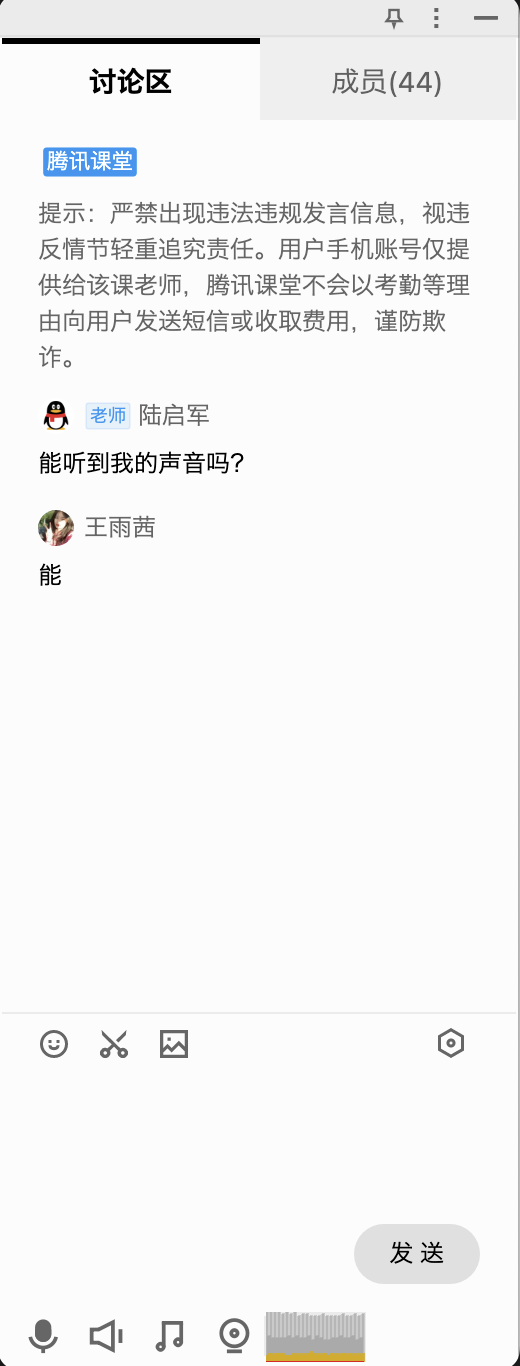 讨论区
成员(44)
腾讯课堂
提示：严禁出现违法违规发言信息，视违
反情节轻重追究责任。用户手机账号仅提
供给该课老师，腾讯课堂不会以考勤等理
由向用户发送短信或收取费用，谨防欺
诈。
老师 陆启军
能听到我的声音吗?
王雨茜
能
发 送